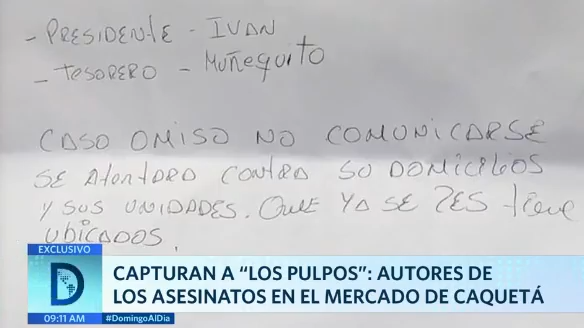 - PRESIDENTE - IVAN
- TESORERO - Muñequito
CASO OMISO NO COMUNICARSE
SE AtentARA CONTRA SU DOMICILIOS
Y SUS UNIDADES. QUE YA SE LES tiene
UBICADOS.
EXCLUSIVO
D
CAPTURAN A "LOS PULPOS": AUTORES DE
LOS ASESINATOS EN EL MERCADO DE CAQUETÁ
09:11 AM #DomingoAlDía